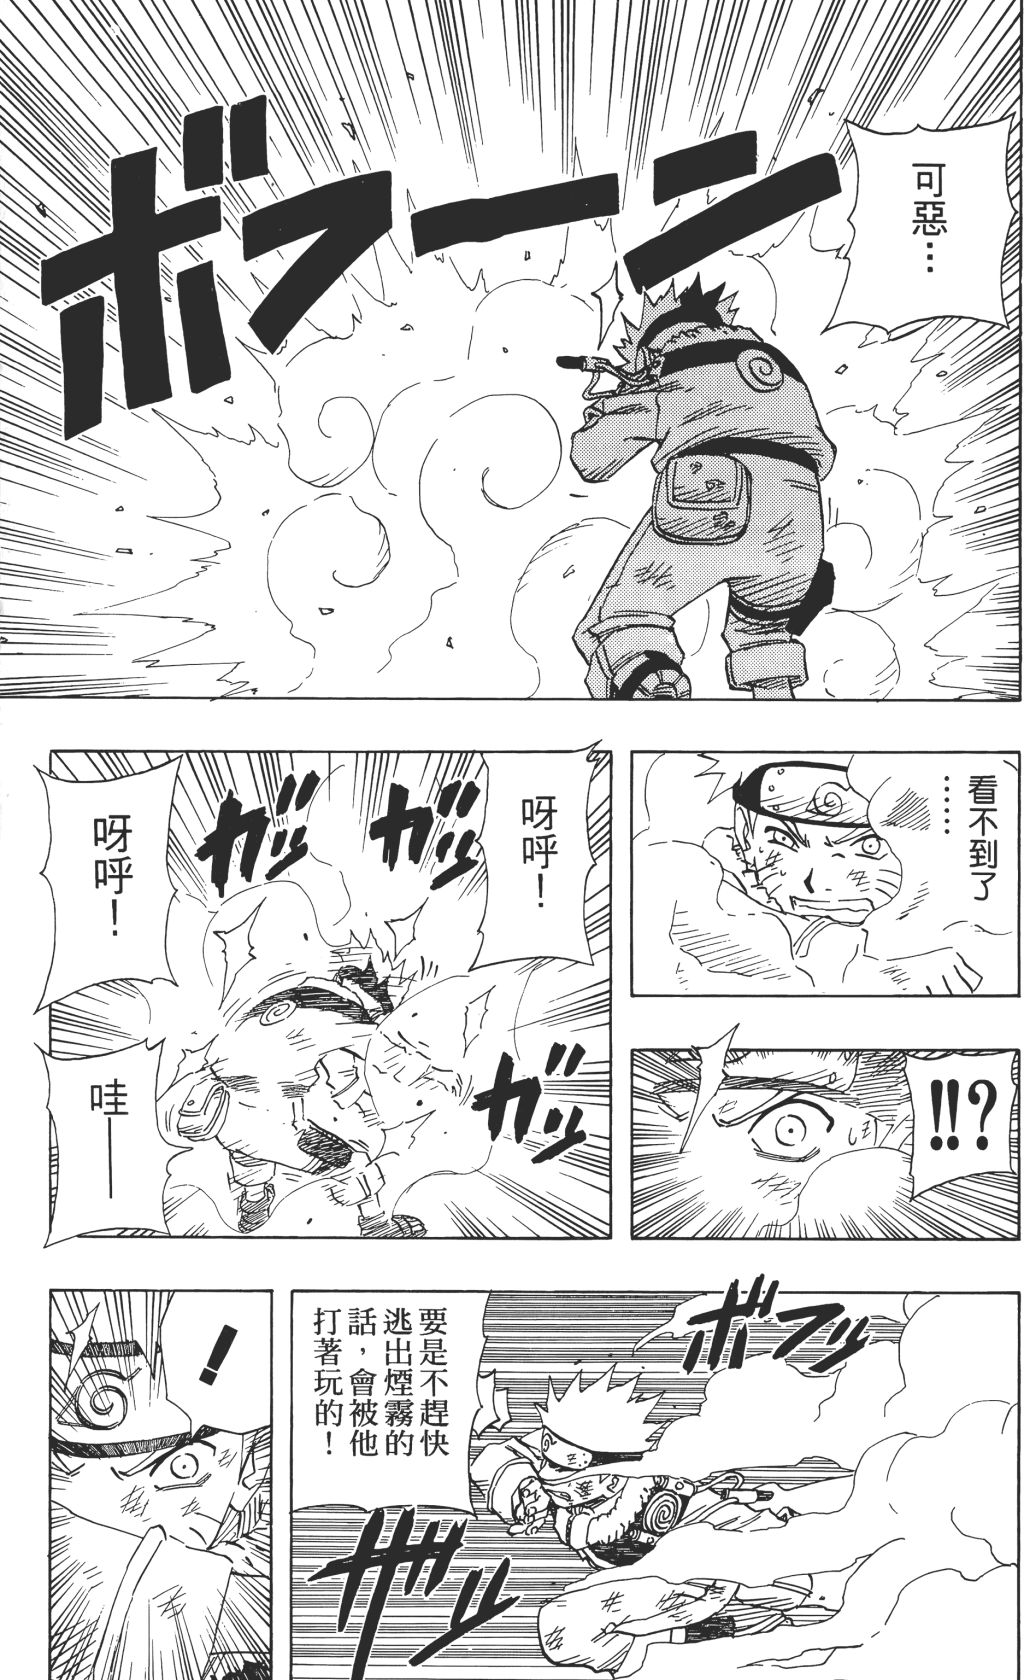 可惡…
ボフーン
看不到了
……
!!?
呀呼！
ガッ
ガッ
呀呼！
ガッ
哇——
ボフッ
要是不趕快
逃出煙霧的
話，會被他
打著玩的！
ザザッ
！